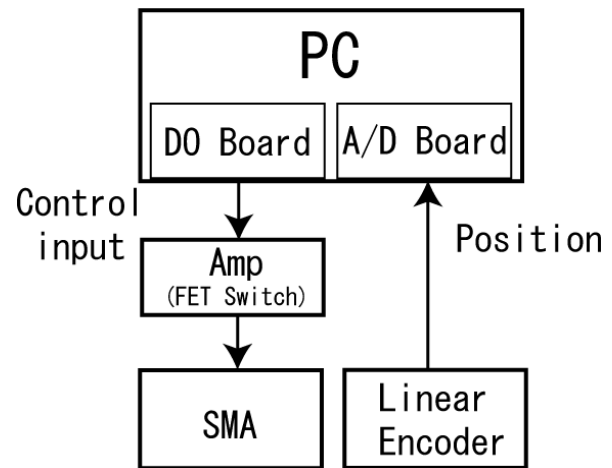 PC
DO Board
A/D Board
Control
input
Position
Amp
(FET Switch)
SMA
Linear
Encoder